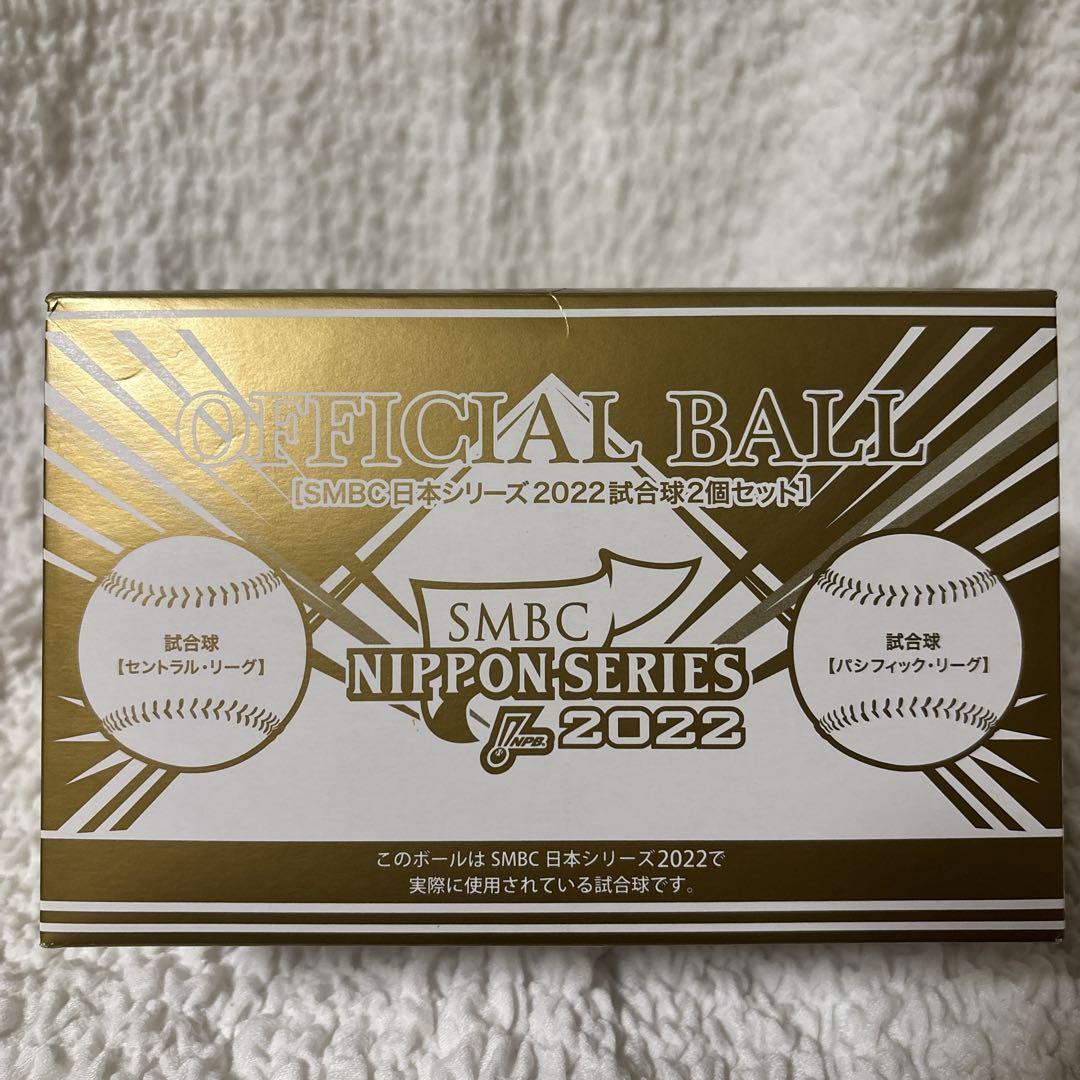 OFFICIAL BALL
[SMBC日本シリーズ2022試合球2個セット]
試合球
【セントラル・リーグ】
試合球
【パシフィック・リーグ】
SMBC
NIPPON SERIES
NPB. 2022
このボールは SMBC 日本シリーズ2022で
実際に使用されている試合球です。